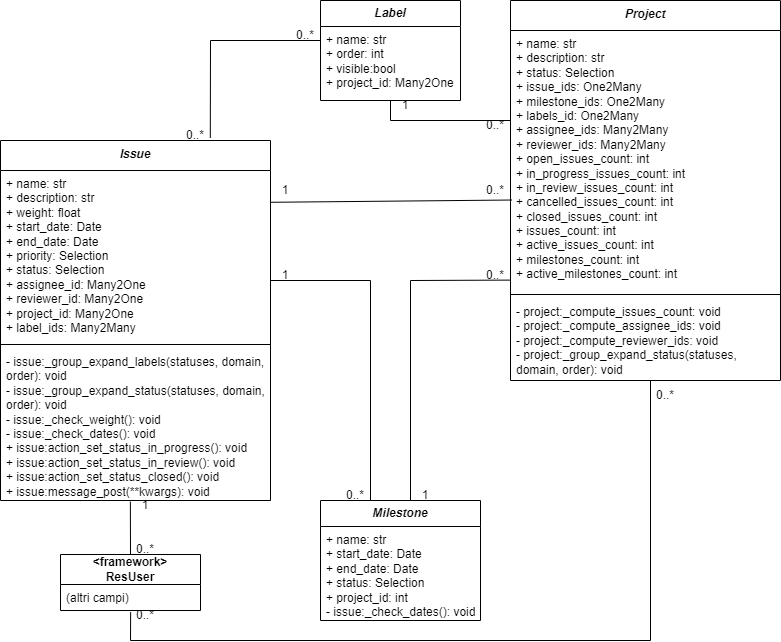 Label
+ name: str
+ order: int
+ visible:bool
+ project_id: Many2One
Project
+ name: str
+ description: str
+ status: Selection
+ issue_ids: One2Many
+ milestone_ids: One2Many
+ labels_id: One2Many
+ assignee_ids: Many2Many
+ reviewer_ids: Many2Many
+ open_issues_count: int
+ in_progress_issues_count: int
+ in_review_issues_count: int
+ cancelled_issues_count: int
+ closed_issues_count: int
+ issues_count: int
+ active_issues_count: int
+ milestones_count: int
+ active_milestones_count: int
- project:_compute_issues_count: void
- project:_compute_assignee_ids: void
- project:_compute_reviewer_ids: void
- project:_group_expand_status(statuses,
domain, order): void
0..*
0..*
1
0..*
Issue
+ name: str
+ description: str
+ weight: float
+ start_date: Date
+ end_date: Date
+ priority: Selection
+ status: Selection
+ assignee_id: Many2One
+ reviewer_id: Many2One
+ project_id: Many2One
+ label_ids: Many2Many
- issue:_group_expand_labels(statuses, domain,
order): void
- issue:_group_expand_status(statuses, domain,
order): void
- issue:_check_weight(): void
- issue:_check_dates(): void
+ issue:action_set_status_in_progress(): void
+ issue:action_set_status_in_review(): void
+ issue:action_set_status_closed(): void
+ issue:message_post(**kwargs): void
1
0..*
1
0..*
0..*
0..*
1
1
0..*
Milestone
+ name: str
+ start_date: Date
+ end_date: Date
+ status: Selection
+ project_id: int
- issue:_check_dates(): void
<framework>
ResUser
(altri campi)
0..*